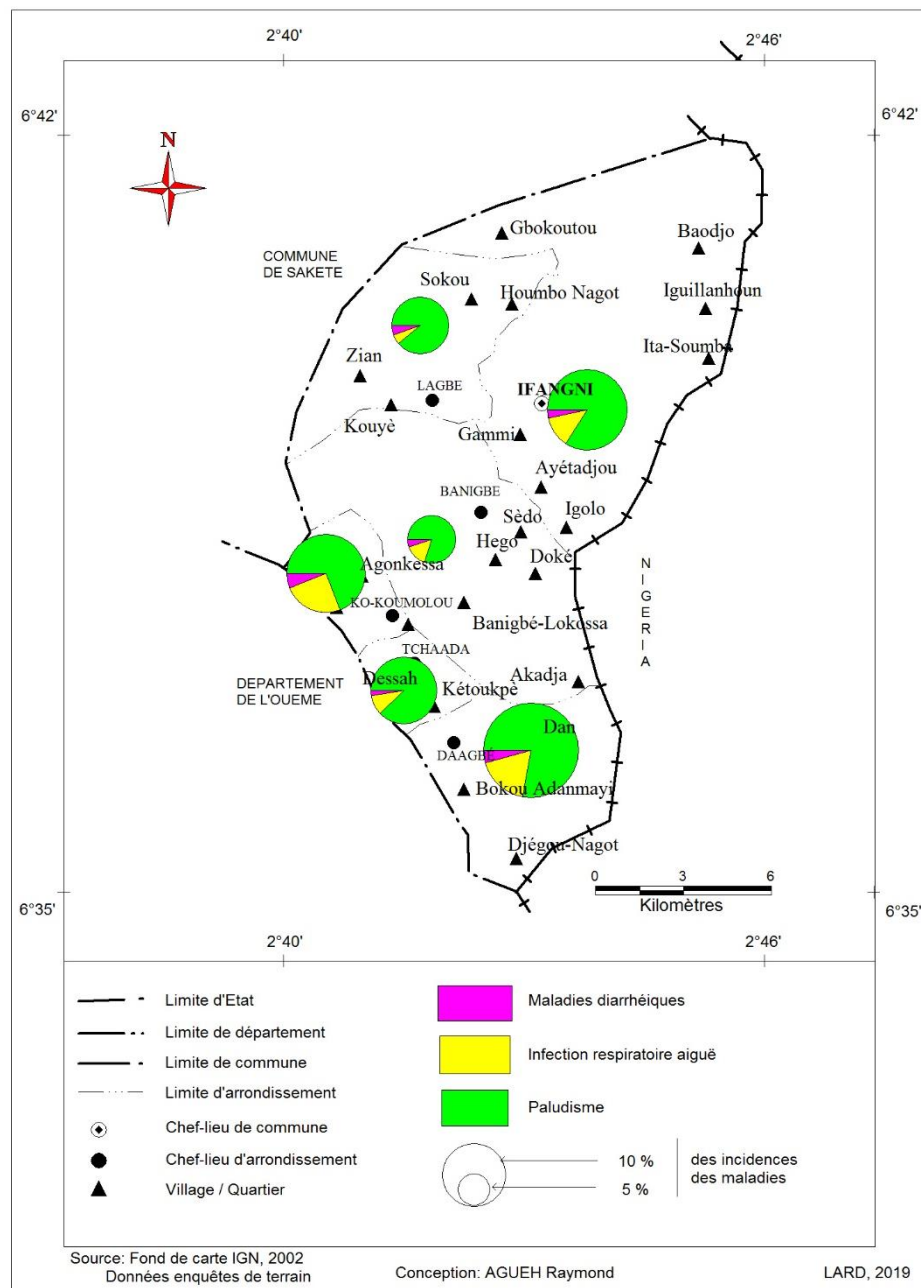 2°40'
2°46'
6°42'
6°42'
N
Gbokoutou
Baodjo
COMMUNE
DE SAKETE
Sokou
Houmbo Nagot
Iguillanhoun
Ita-Soumba
Zian
LAGBE
IFANGNI
Kouyè
Gammi
Ayétadjou
BANIGBE
Sèdo
Igolo
Hego
Doké
NIGERIA
Agonkessa
KO-KOUMOLOU
Banigbé-Lokossa
TCHAADA
DEPARTEMENT
DE L'OUEME
Dessah
Kétoukpè
Akadja
Dan
DAAGBÉ
Bokou Adanmayi
Djégou-Nagot
0 3 6
Kilomètres
6°35'
6°35'
2°40'
2°46'
Limite d'Etat
Limite de département
Limite de commune
Limite d'arrondissement
Chef-lieu de commune
Chef-lieu d'arrondissement
Village / Quartier
Maladies diarrhéiques
Infection respiratoire aiguë
Paludisme
10 %
5 %
des incidences
des maladies
Source: Fond de carte IGN, 2002
Données enquêtes de terrain
Conception: AGUEH Raymond
LARD, 2019